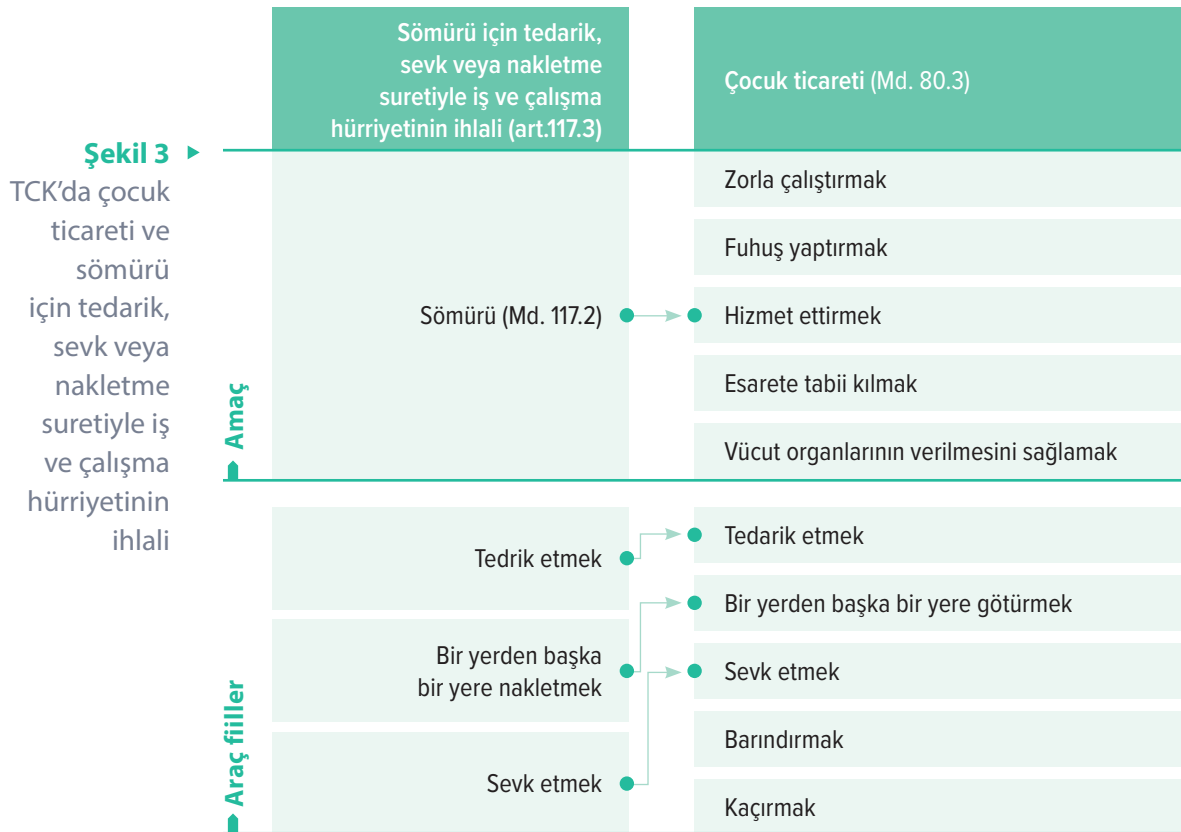 Sömürü için tedarik,
sevk veya nakletme
suretiyle iş ve çalışma
hürriyetinin ihlali (art.117.3)
Çocuk ticareti (Md. 80.3)
Şekil 3
TCK’da çocuk
ticareti ve
sömürü
için tedarik,
sevk veya
nakletme
suretiyle iş
ve çalışma
hürriyetinin
ihlali
Amaç
Sömürü (Md. 117.2)
Zorla çalıştırmak
Fuhuş yaptırmak
Hizmet ettirmek
Esarete tabii kılmak
Vücut organlarının verilmesini sağlamak
Araç fiiller
Tedrik etmek
Bir yerden başka
bir yere nakletmek
Sevk etmek
Tedarik etmek
Bir yerden başka bir yere götürmek
Sevk etmek
Barındırmak
Kaçırmak